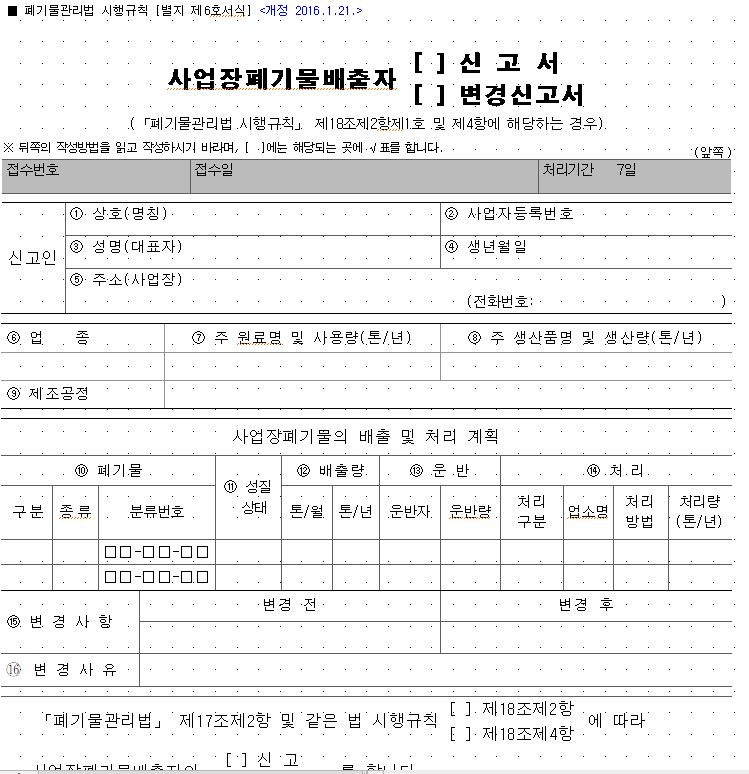 ■ 폐기물관리법 시행규칙 [별지 제6호서식] <개정 2016.1.21.>
사업장폐기물배출자
[ ] 신 고 서
[ ] 변경신고서
(「폐기물관리법 시행규칙」 제18조제2항제1호 및 제4항에 해당하는 경우)
※ 뒤쪽의 작성방법을 읽고 작성하시기 바라며, [ ]에는 해당되는 곳에 √표를 합니다.
(앞쪽)
접수번호 접수일 처리기간 7일
신고인
① 상호(명칭) ② 사업자등록번호
③ 성명(대표자) ④ 생년월일
⑤ 주소(사업장)
(전화번호: )
⑥ 업 종 ⑦ 주 원료명 및 사용량(톤/년) ⑧ 주 생산품명 및 생산량(톤/년)
⑨ 제조공정
사업장폐기물의 배출 및 처리 계획
⑩ 폐기물 ⑪ 성질 상태 ⑫ 배출량 ⑬ 운 반 ⑭ 처 리
구분 종류 분류번호 톤/월 톤/년 운반자 운반량 처리 구분 업소명 처리 방법 처리량 (톤/년)
□□-□□-□□
□□-□□-□□
⑮ 변 경 사 항 변경 전 변경 후
⑯ 변 경 사 유
「폐기물관리법」 제17조제2항 및 같은 법 시행규칙 [ ] 제18조제2항 에 따라
[ ] 제18조제4항
사업장폐기물배출자의 [ ] 신 고 를 합니다